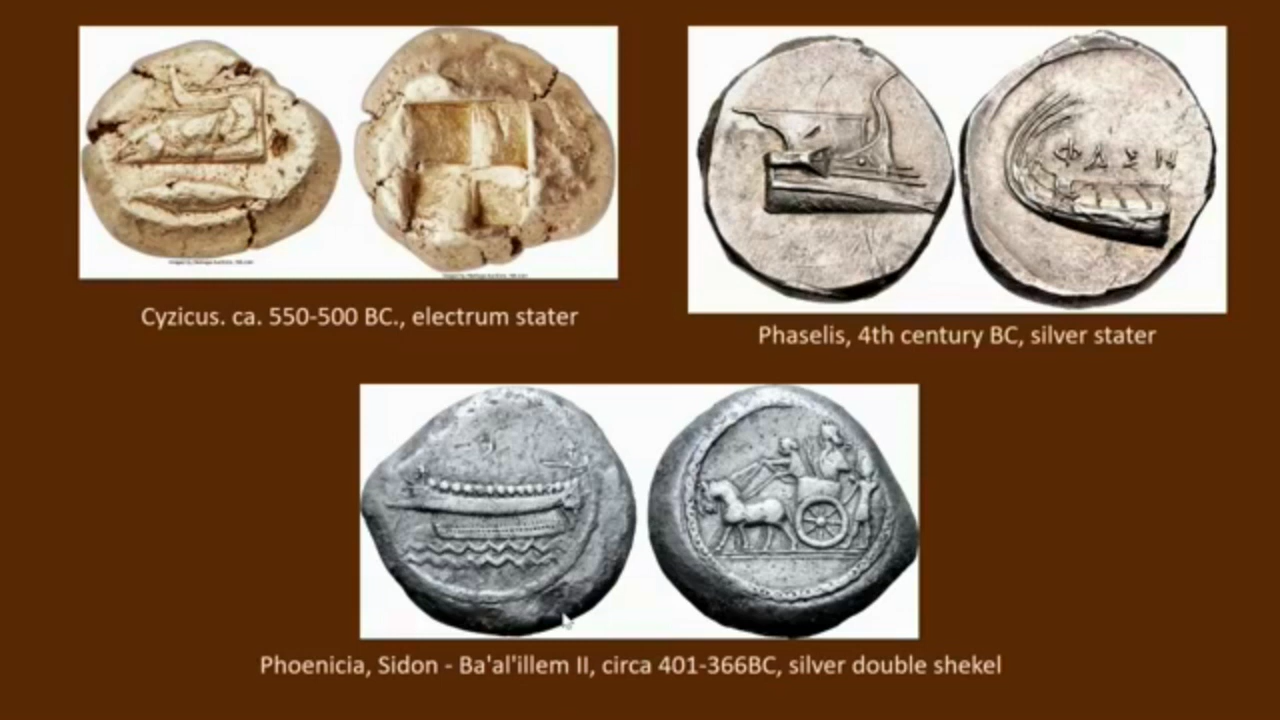 Cyzicus. ca. 550-500 BC., electrum stater
ΦΑΣΗ
Phaselis, 4th century BC, silver stater
Phoenicia, Sidon - Ba'al'illem II, circa 401-366BC, silver double shekel